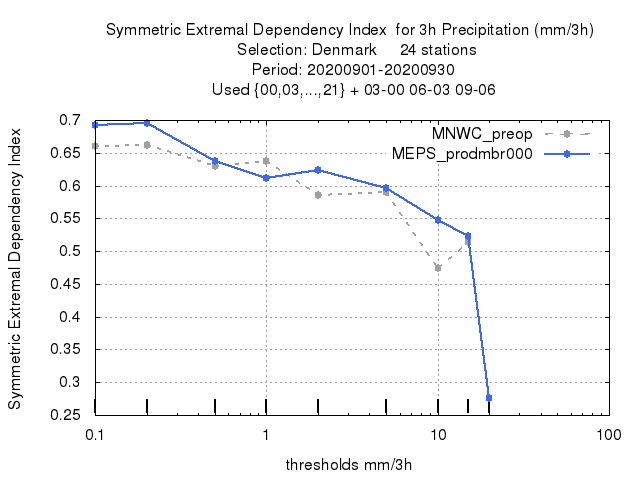 Symmetric Extremal Dependency Index  for 3h Precipitation (mm/3h)
Selection: Denmark     24 stations
Period: 20200901-20200930
Used {00,03,...,21} + 03-00 06-03 09-06
Symmetric Extremal Dependency Index
0.7
0.65
0.6
0.55
0.5
0.45
0.4
0.35
0.3
0.25
MNWC_preop
MEPS_prodmbr000
0.1
1
10
100
thresholds mm/3h